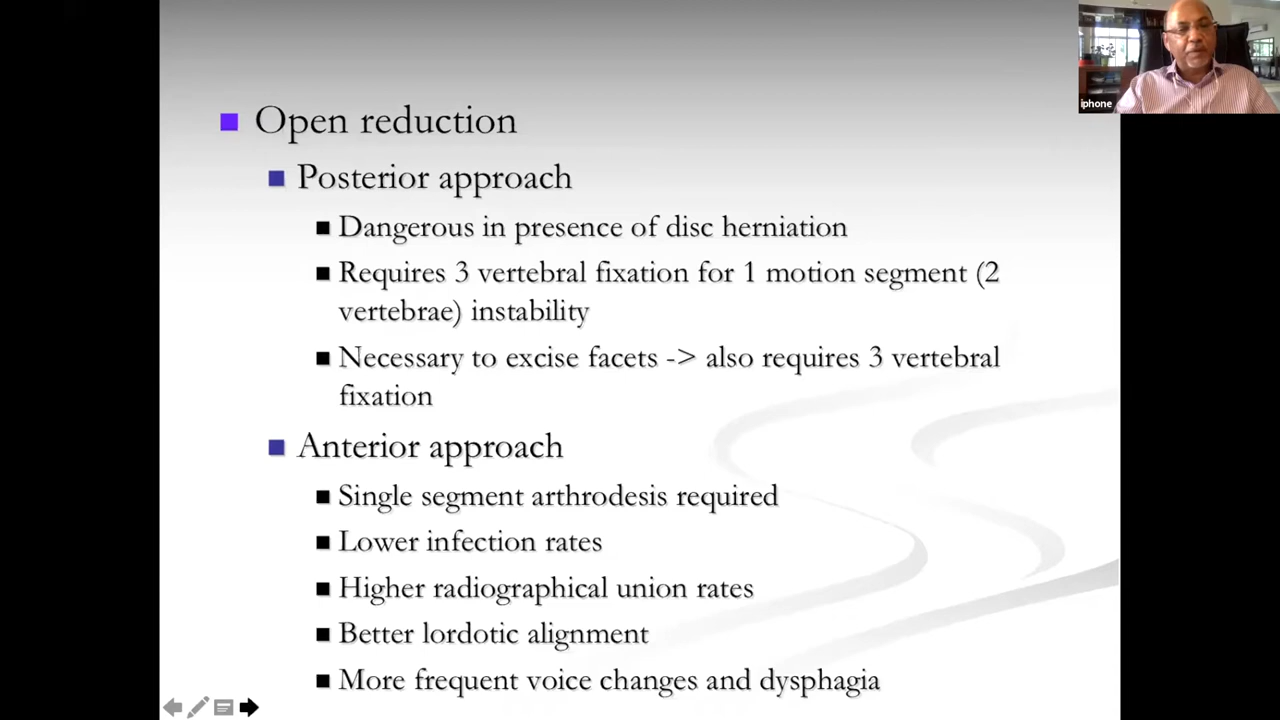 iphone
Open reduction
Posterior approach
Dangerous in presence of disc herniation
Requires 3 vertebral fixation for 1 motion segment (2
vertebrae) instability
Necessary to excise facets -> also requires 3 vertebral
fixation
Anterior approach
Single segment arthrodesis required
Lower infection rates
Higher radiographical union rates
Better lordotic alignment
More frequent voice changes and dysphagia